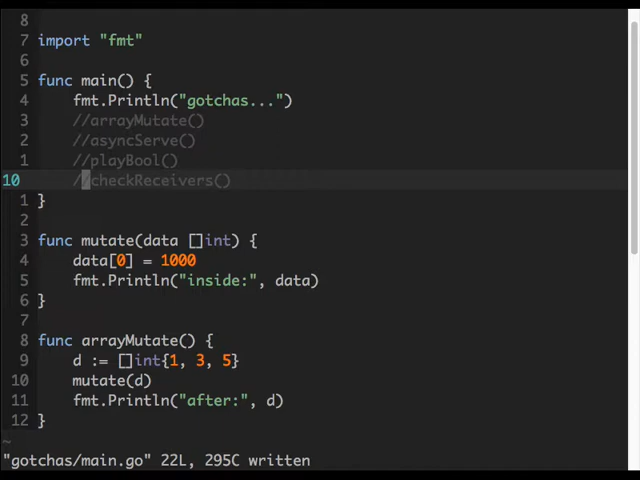 8
7 import "fmt"
6
5 func main() {
4 fmt.Println("gotchas...")
3 //arrayMutate()
2 //asyncServe()
1 //playBool()
10 //checkReceivers()
1 }
2
3 func mutate(data []int) {
4 data[0] = 1000
5 fmt.Println("inside:", data)
6 }
7
8 func arrayMutate() {
9 d := []int{1, 3, 5}
10 mutate(d)
11 fmt.Println("after:", d)
12 }
~
"gotchas/main.go" 22L, 295C written